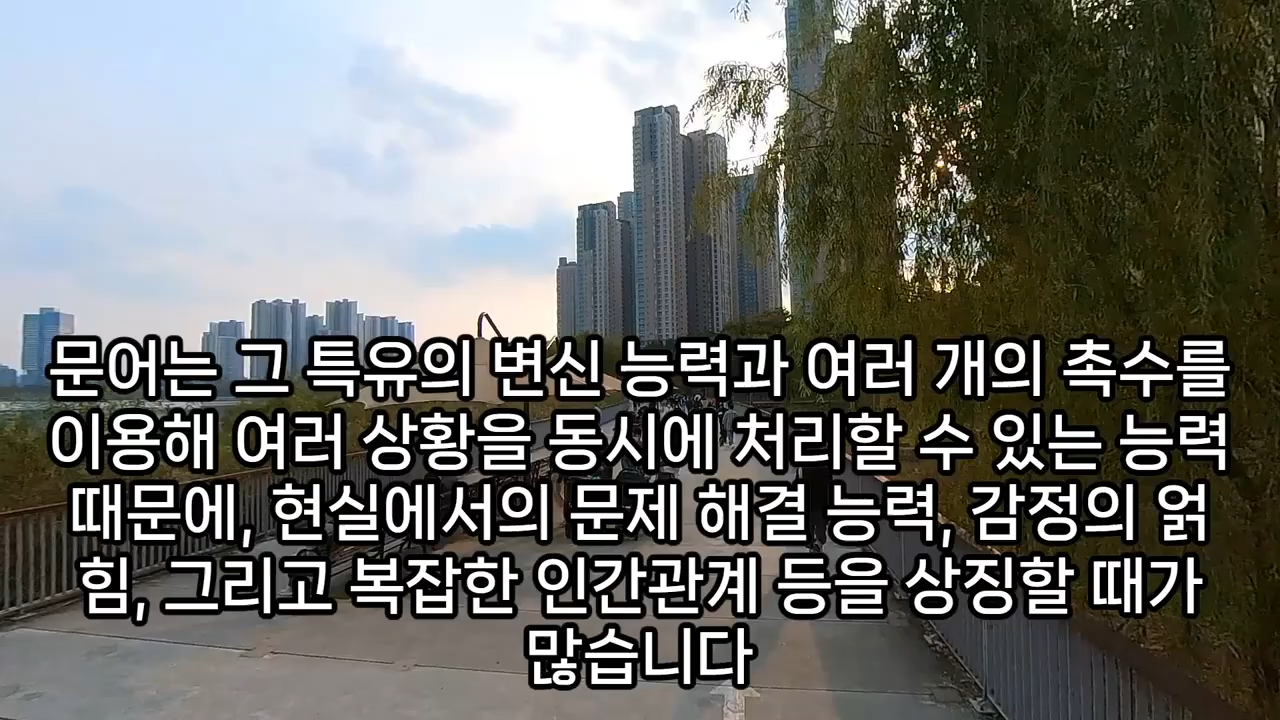 문어는 그 특유의 변신 능력과 여러 개의 촉수를
이용해 여러 상황을 동시에 처리할 수 있는 능력
때문에, 현실에서의 문제 해결 능력, 감정의 얽
힘, 그리고 복잡한 인간관계 등을 상징할 때가
많습니다